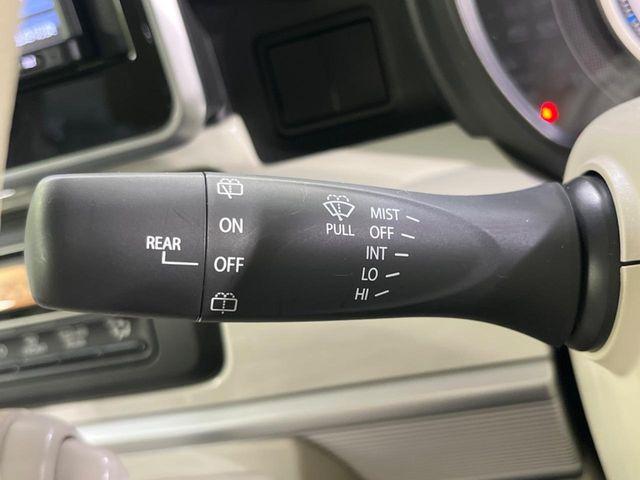 REAR
ON
OFF
PULL
MIST
OFF
INT
LO
HI